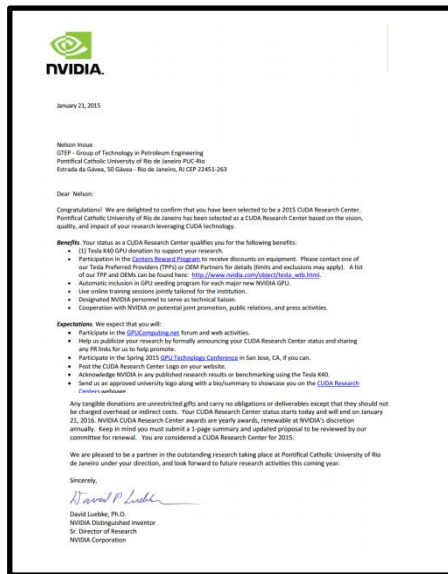 NVIDIA.
January 21, 2015
Nelson Inoue
GTEP - Group of Technology in Petroleum Engineering
Pontifical Catholic University of Rio de Janeiro PUC-Rio
Estrada da Gávea, 50 Gávea - Rio de Janeiro, RJ CEP 22451-263
Dear Nelson:
Congratulations! We are delighted to confirm that you have been selected to be a 2015 CUDA Research Center.
Pontifical Catholic University of Rio de Janeiro has been selected as a CUDA Research Center based on the vision,
quality, and impact of your research leveraging CUDA technology.
Benefits. Your status as a CUDA Research Center qualifies you for the following benefits:
• (1) Tesla K40 GPU donation to support your research.
• Participation in the Centers Reward Program to receive discounts on equipment. Please contact one of
our Tesla Preferred Providers (TPPs) or OEM Partners for details (limits and exclusions may apply). A list
of our TPP and OEMs can be found here: http://www.nvidia.com/object/tesla_wtb.html.
• Automatic inclusion in GPU seeding program for each major new NVIDIA GPU.
• Live online training sessions jointly tailored for the institution.
• Designated NVIDIA personnel to serve as technical liaison.
• Cooperation with NVIDIA on potential joint promotion, public relations, and press activities.
Expectations. We expect that you will:
• Participate in the GPUComputing.net forum and web activities.
• Help us publicize your research by formally announcing your CUDA Research Center status and sharing
any PR links for us to help promote.
• Participate in the Spring 2015 GPU Technology Conference in San Jose, CA, if you can.
• Post the CUDA Research Center Logo on your website.
• Acknowledge NVIDIA in any published research results or benchmarking using the Tesla K40.
• Send us an approved university logo along with a bio/summary to showcase you on the CUDA Research
Centers webpage.
Any tangible donations are unrestricted gifts and carry no obligations or deliverables except that they should not
be charged overhead or indirect costs. Your CUDA Research Center status starts today and will end on January
21, 2016. NVIDIA CUDA Research Center awards are yearly awards, renewable at NVIDIA's discretion
annually. Keep in mind you must submit a 1-page summary and updated proposal to be reviewed by our
committee for renewal. You are considered a CUDA Research Center for 2015.
We are pleased to be a partner in the outstanding research taking place at Pontifical Catholic University of Rio
de Janeiro under your direction, and look forward to future research activities this coming year.
Sincerely,
David P Luebke
David Luebke, Ph.D.
NVIDIA Distinguished Inventor
Sr. Director of Research
NVIDIA Corporation